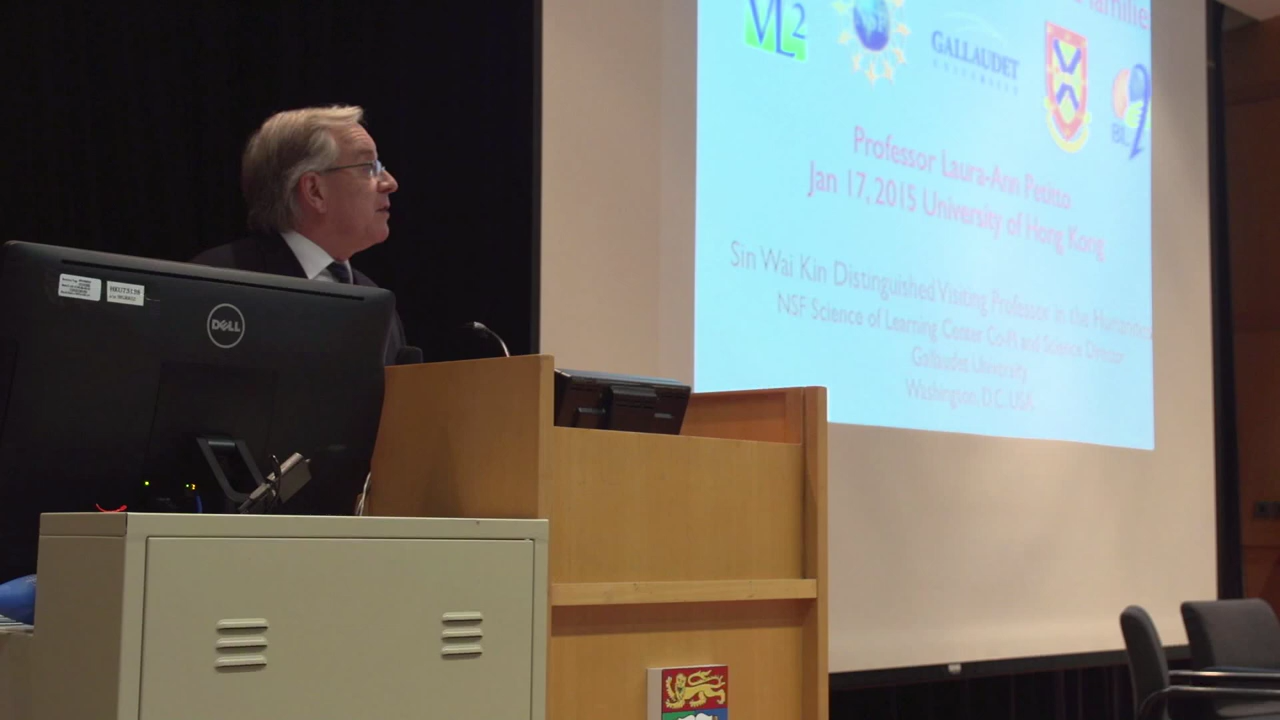 familie
VL2
GALLAUDET
UNIVERSITY
BL2
Professor Laura-Ann Petitto
Jan 17, 2015 University of Hong Kong
Sin Wai Kin Distinguished Visiting Professor in the Humanities
NSF Science of Learning Center Co-PI and Science Director
Gallaudet University
Washington, D.C. USA
DELL